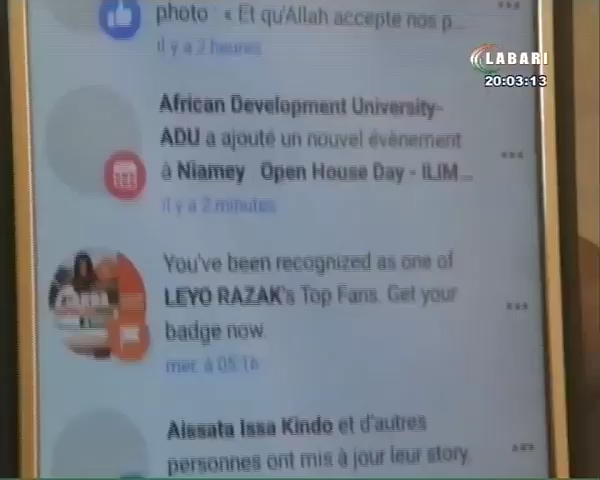 photo : « Et qu'Allah accepte nos p...
il y a 2 heures
LABARI
20:03:13
African Development University-
ADU a ajouté un nouvel évènement
à Niamey Open House Day - ILIM...
il y a 2 minutes
You've been recognized as one of
LEYO RAZAK's Top Fans. Get your
badge now.
mer. à 05:16
Aissata Issa Kindo et d'autres
personnes ont mis à jour leur story.